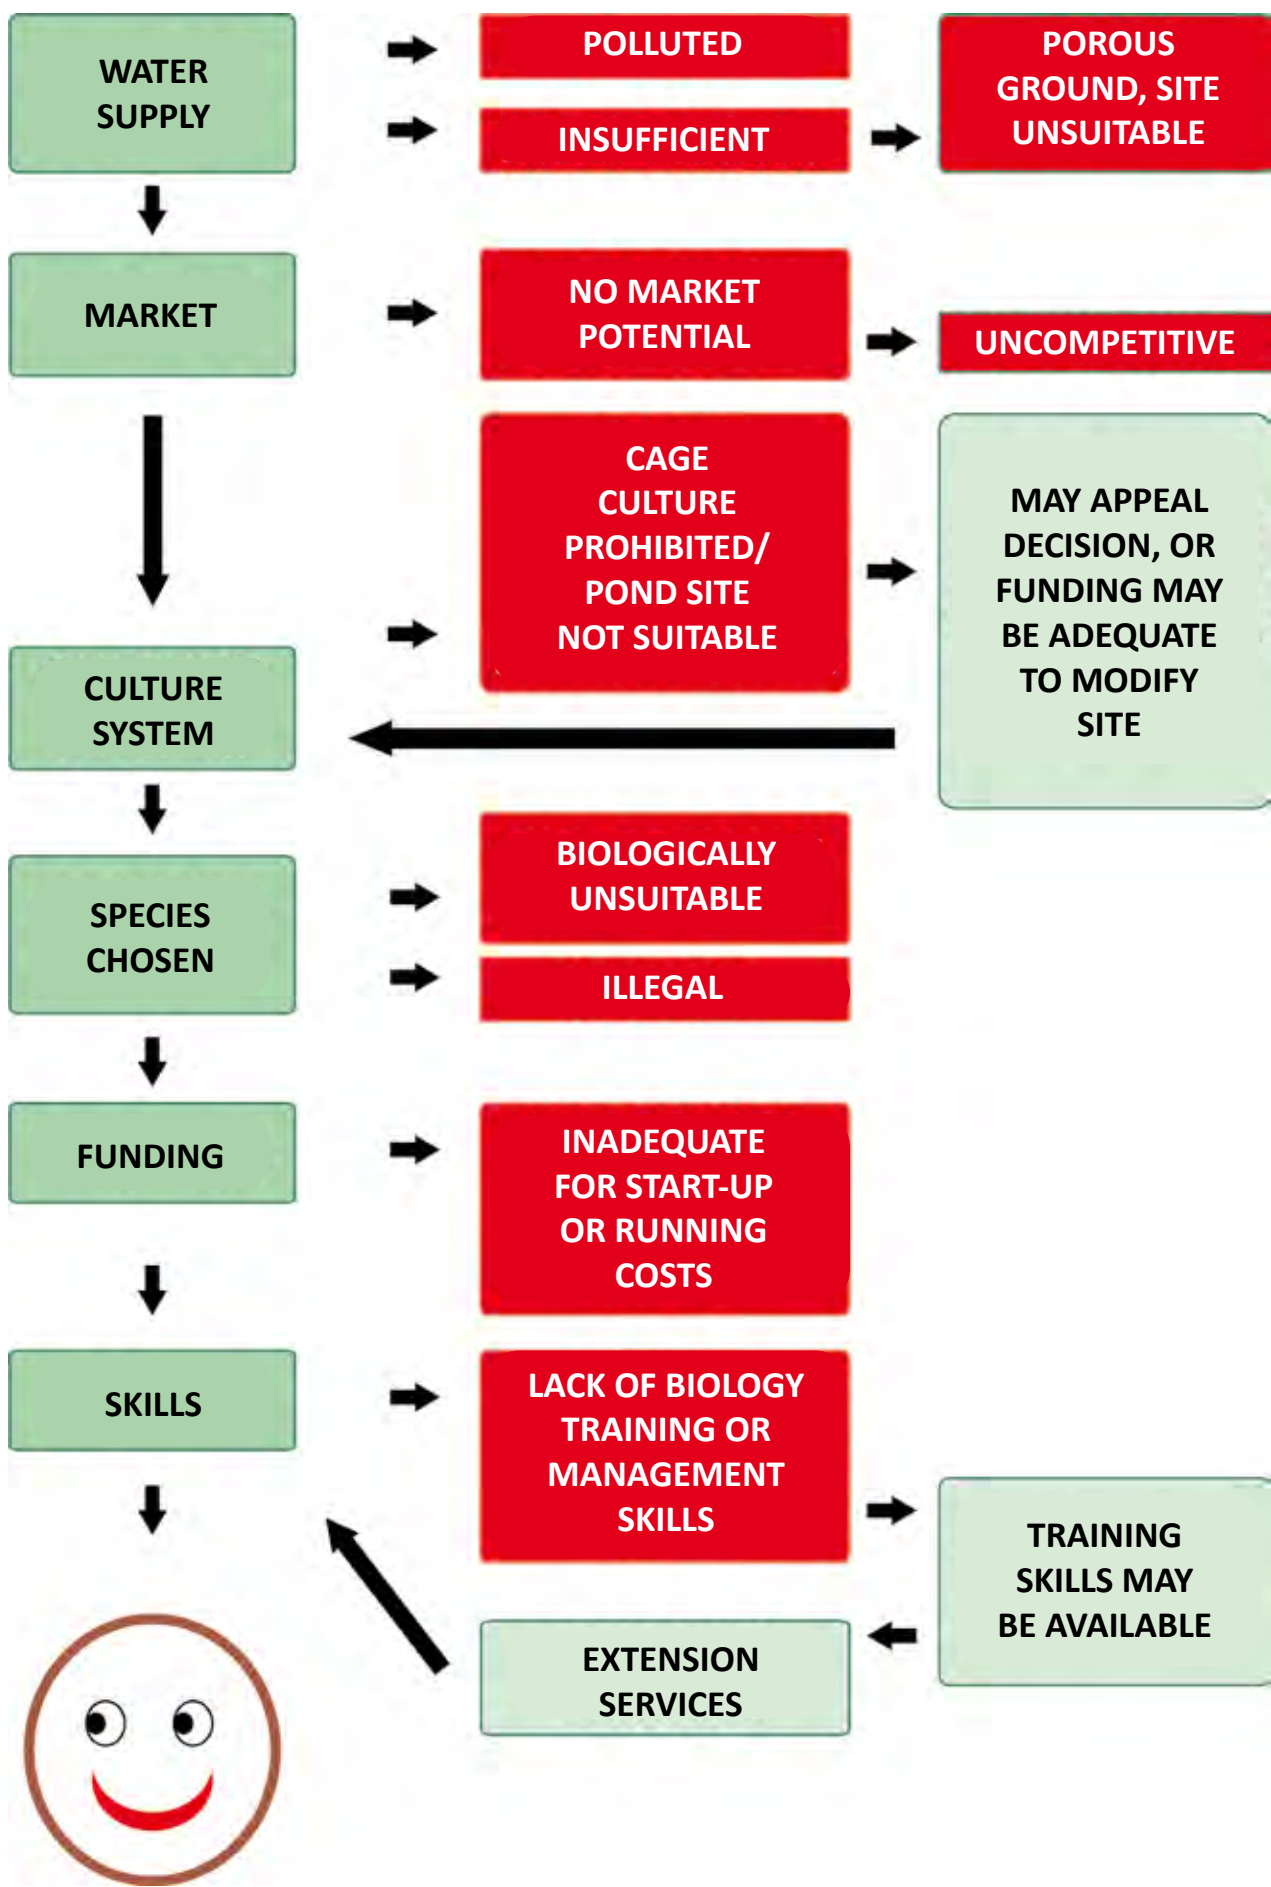 WATER
SUPPLY
POLLUTED
INSUFFICIENT
POROUS
GROUND, SITE
UNSUITABLE
MARKET
NO MARKET
POTENTIAL
UNCOMPETITIVE
CULTURE
SYSTEM
CAGE
CULTURE
PROHIBITED/
POND SITE
NOT SUITABLE
MAY APPEAL
DECISION, OR
FUNDING MAY
BE ADEQUATE
TO MODIFY
SITE
SPECIES
CHOSEN
BIOLOGICALLY
UNSUITABLE
ILLEGAL
FUNDING
INADEQUATE
FOR START-UP
OR RUNNING
COSTS
SKILLS
LACK OF BIOLOGY
TRAINING OR
MANAGEMENT
SKILLS
TRAINING
SKILLS MAY
BE AVAILABLE
EXTENSION
SERVICES